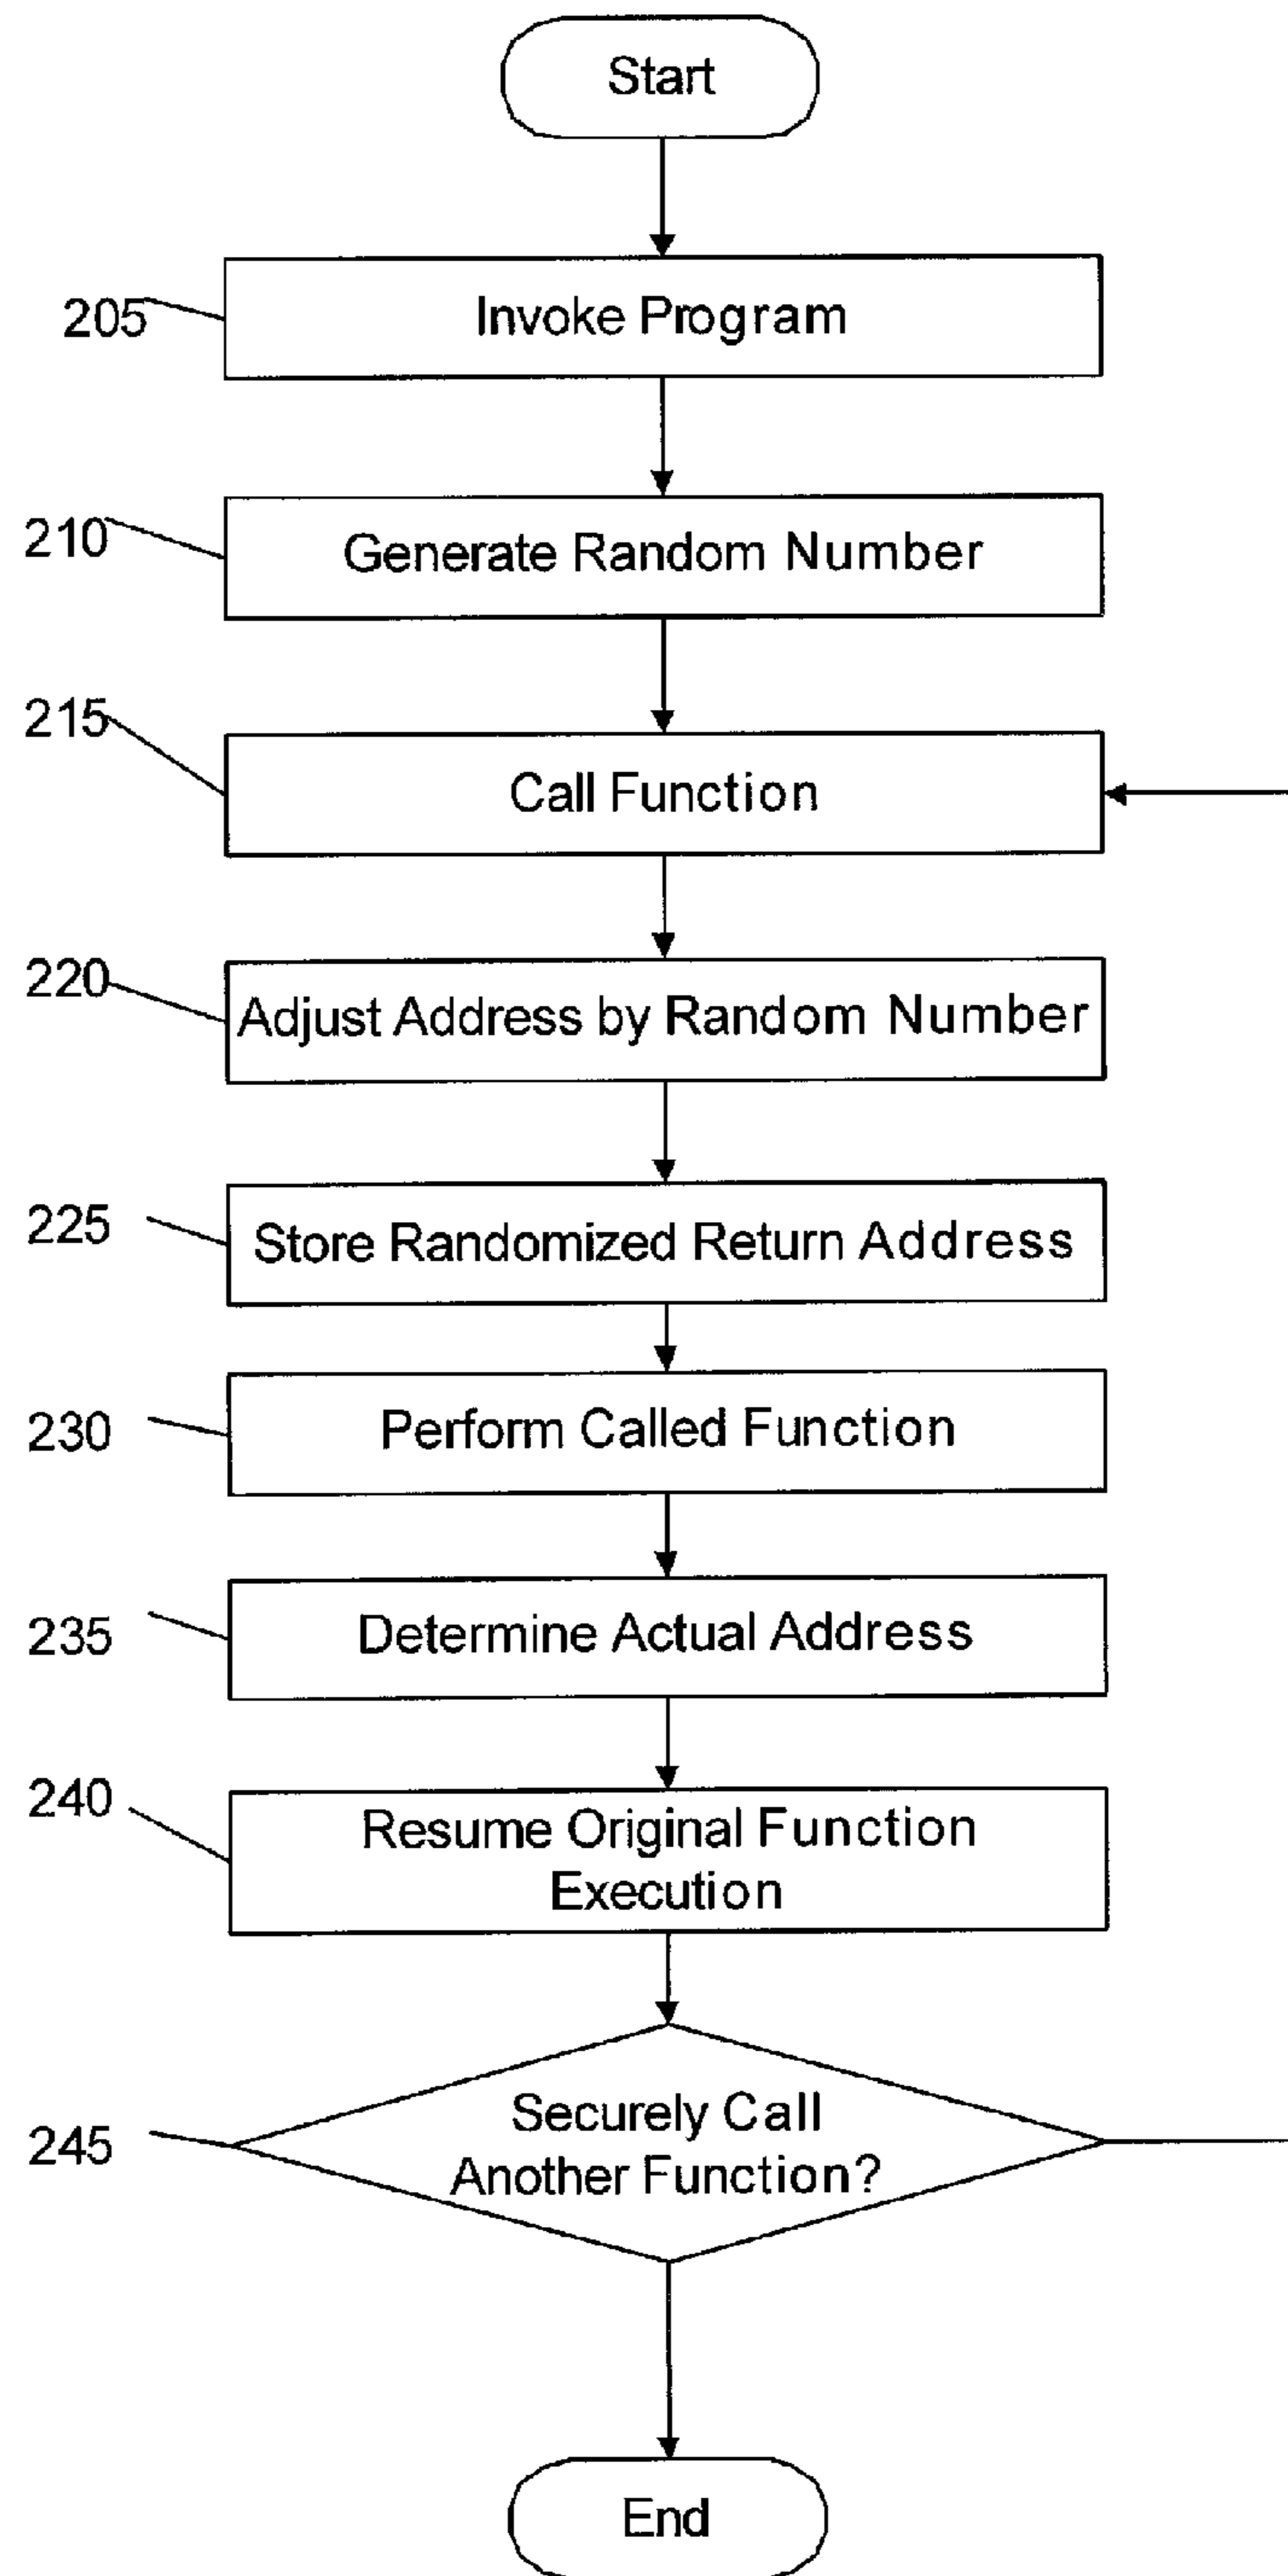 Start
205
Invoke Program
210
Generate Random Number
215
Call Function
220
Adjust Address by Random Number
225
Store Randomized Return Address
230
Perform Called Function
235
Determine Actual Address
240
Resume Original Function
Execution
245
Securely Call
Another Function?
End